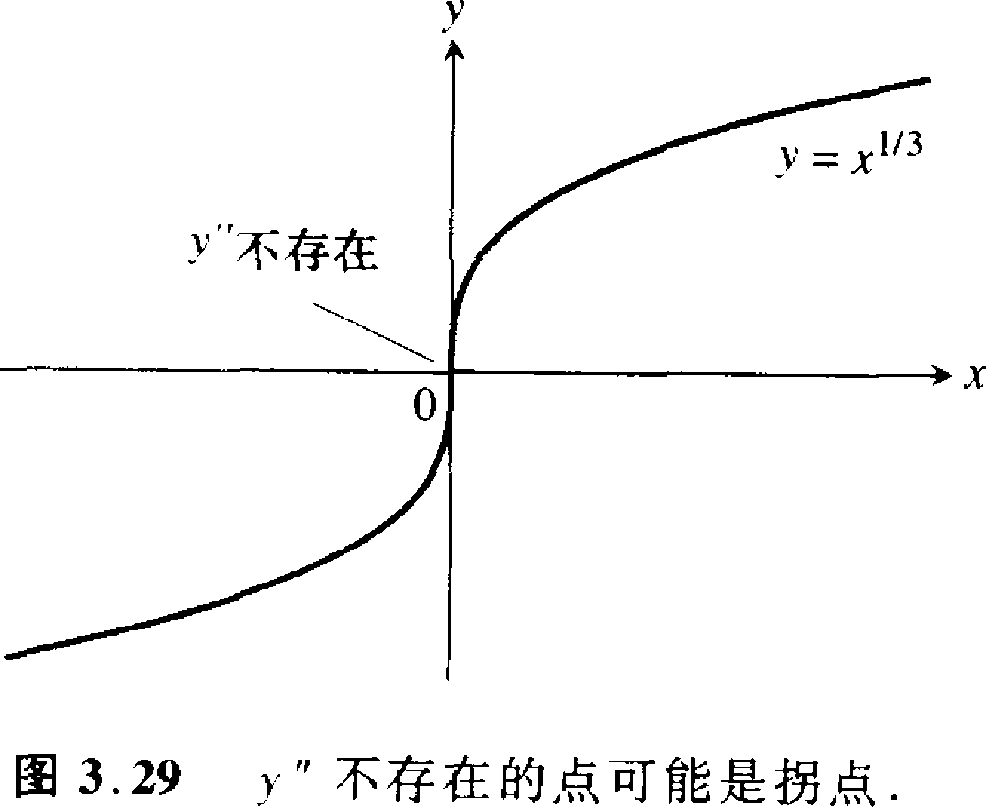 y
y = x^{1/3}
y''不存在
x
0
图 3.29 y'' 不存在的点可能是拐点.